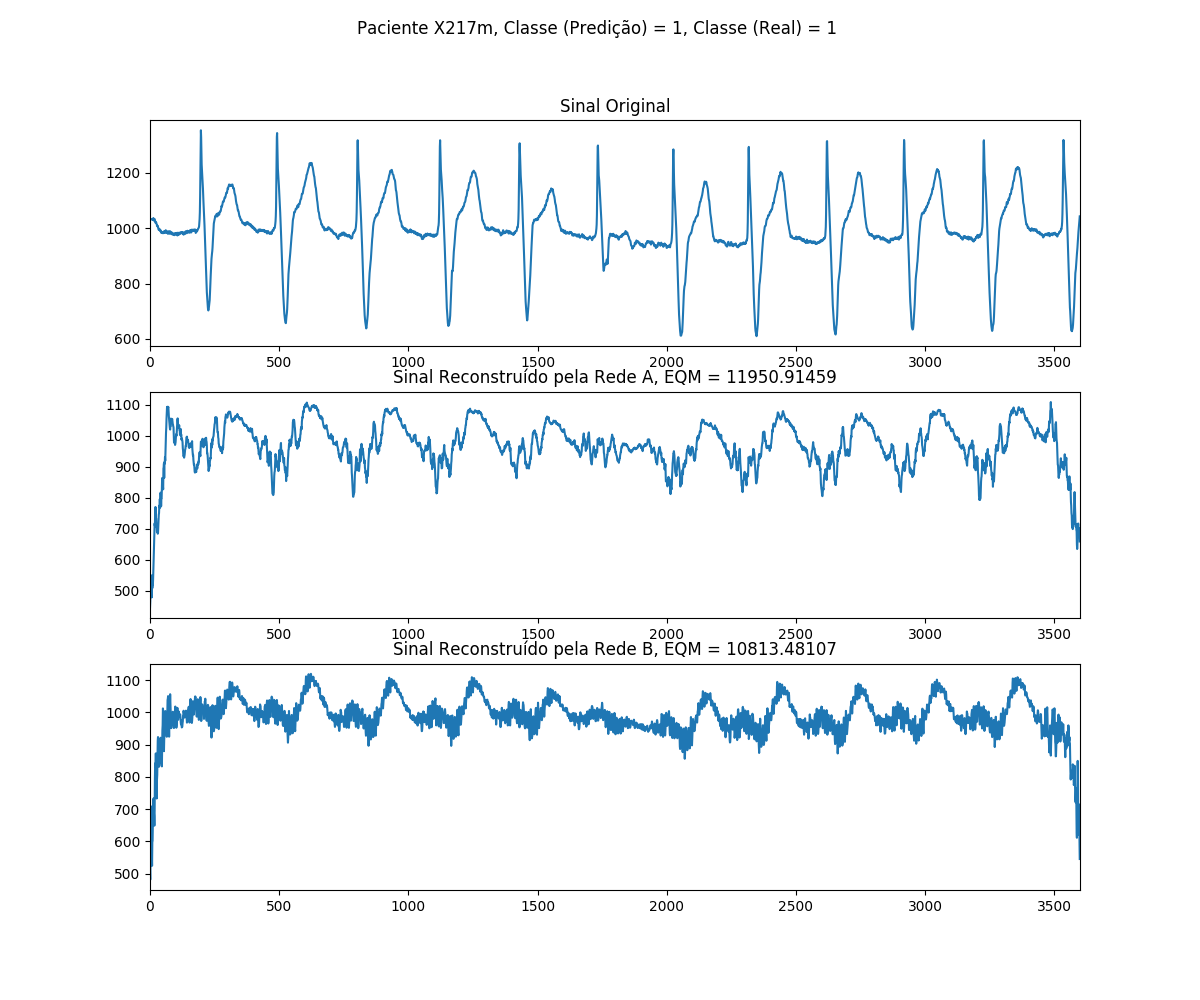 Paciente X217m, Classe (Predição) = 1, Classe (Real) = 1
Sinal Original
1200
1000
800
600
0 500 1000 1500 2000 2500 3000 3500
Sinal Reconstruído pela Rede A, EQM = 11950.91459
1100
1000
900
800
700
600
500
0 500 1000 1500 2000 2500 3000 3500
Sinal Reconstruído pela Rede B, EQM = 10813.48107
1100
1000
900
800
700
600
500
0 500 1000 1500 2000 2500 3000 3500